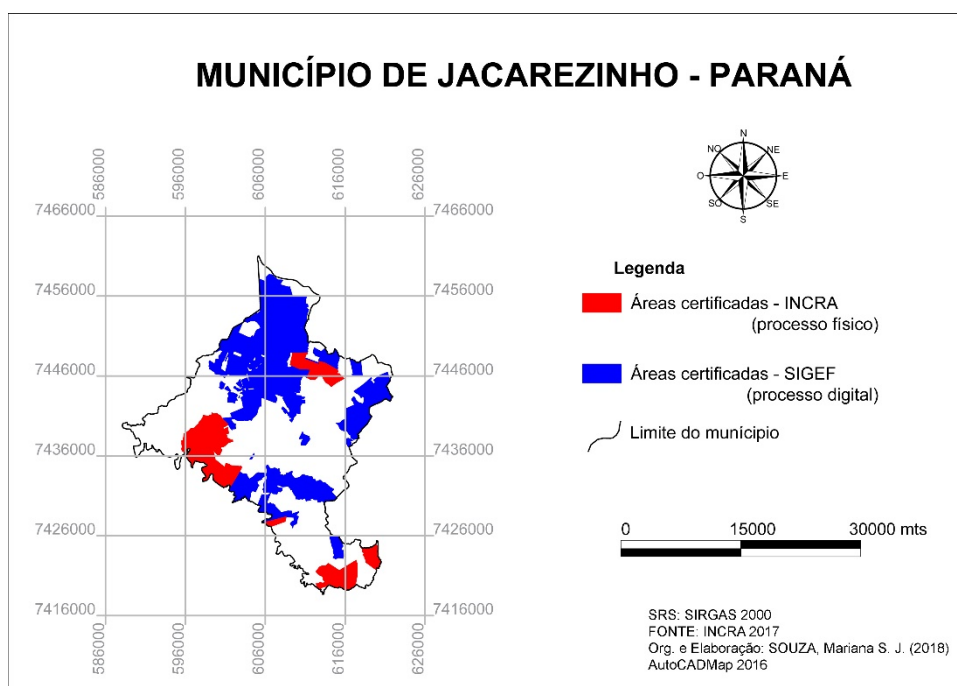 MUNICÍPIO DE JACAREZINHO - PARANÁ
586000
596000
606000
616000
626000
N
NO
NE
O
E
SO
SE
S
7466000
7466000
7456000
7456000
7446000
7446000
7436000
7436000
7426000
7426000
7416000
7416000
586000
596000
606000
616000
626000
Legenda
Áreas certificadas - INCRA
(processo físico)
Áreas certificadas - SIGEF
(processo digital)
Limite do munícipio
0 15000 30000 mts
SRS: SIRGAS 2000
FONTE: INCRA 2017
Org. e Elaboração: SOUZA, Mariana S. J. (2018)
AutoCADMap 2016